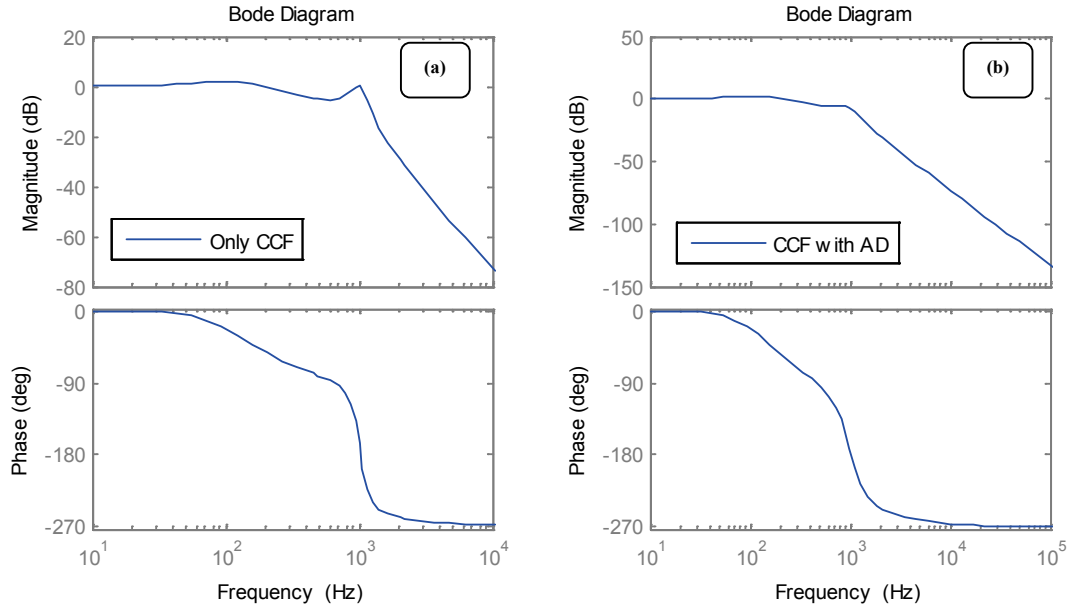 Bode Diagram
20
0
-20
-40
-60
-80
Magnitude (dB)
(a)
Only CCF
0
-90
-180
-270
Phase (deg)
10^1
10^2
10^3
10^4
Frequency (Hz)
Bode Diagram
50
0
-50
-100
-150
Magnitude (dB)
(b)
CCF with AD
0
-90
-180
-270
Phase (deg)
10^1
10^2
10^3
10^4
10^5
Frequency (Hz)